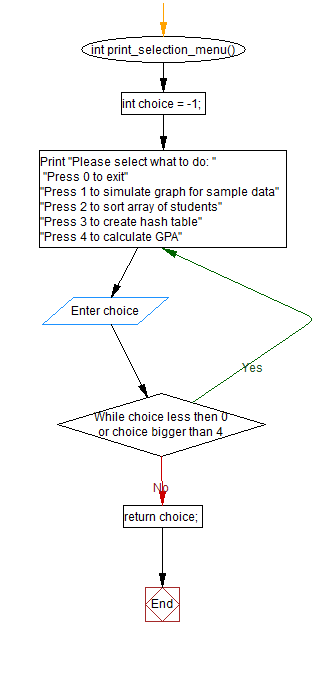 int print_selection_menu()
int choice = -1;
Print "Please select what to do: "
"Press 0 to exit"
"Press 1 to simulate graph for sample data"
"Press 2 to sort array of students"
"Press 3 to create hash table"
"Press 4 to calculate GPA"
Enter choice
Yes
While choice less then 0
or choice bigger than 4
No
return choice;
End